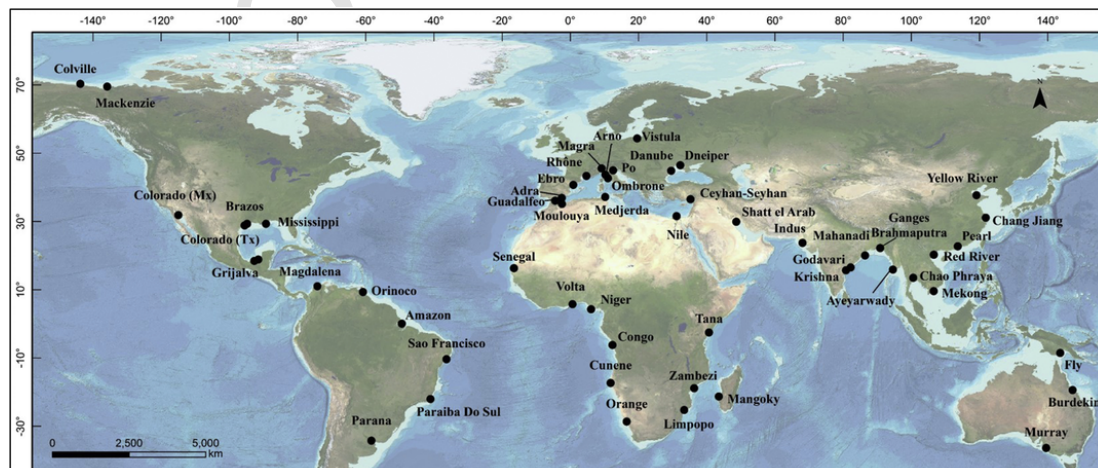 -140 -120 -100 -80 -60 -40 -20 0 20 40 60 80 100 120 140
70°
50°
30°
10°
-10°
-30°
N
Colville
Mackenzie
Arno
Vistula
Magra
Danube
Dneiper
Rhône
Po
Ebro
Ombrone
Yellow River
Colorado (Mx)
Adra
Ceyhan-Seyhan
Brazos
Guadalfeo
Mississippi
Moulouya
Medjerda
Shatt el Arab
Ganges
Chang Jiang
Colorado (Tx)
Nile
Indus
Mahanadi
Brahmaputra
Pearl
Senegal
Godavari
Red River
Grijalva
Magdalena
Krishna
Chao Phraya
Volta
Orinoco
Niger
Ayeyarwady
Mekong
Amazon
Tana
Sao Francisco
Congo
Fly
Cunene
Zambezi
Paraiba Do Sul
Orange
Mangoky
Burdekin
Parana
Limpopo
Murray
0 2,500 5,000
km